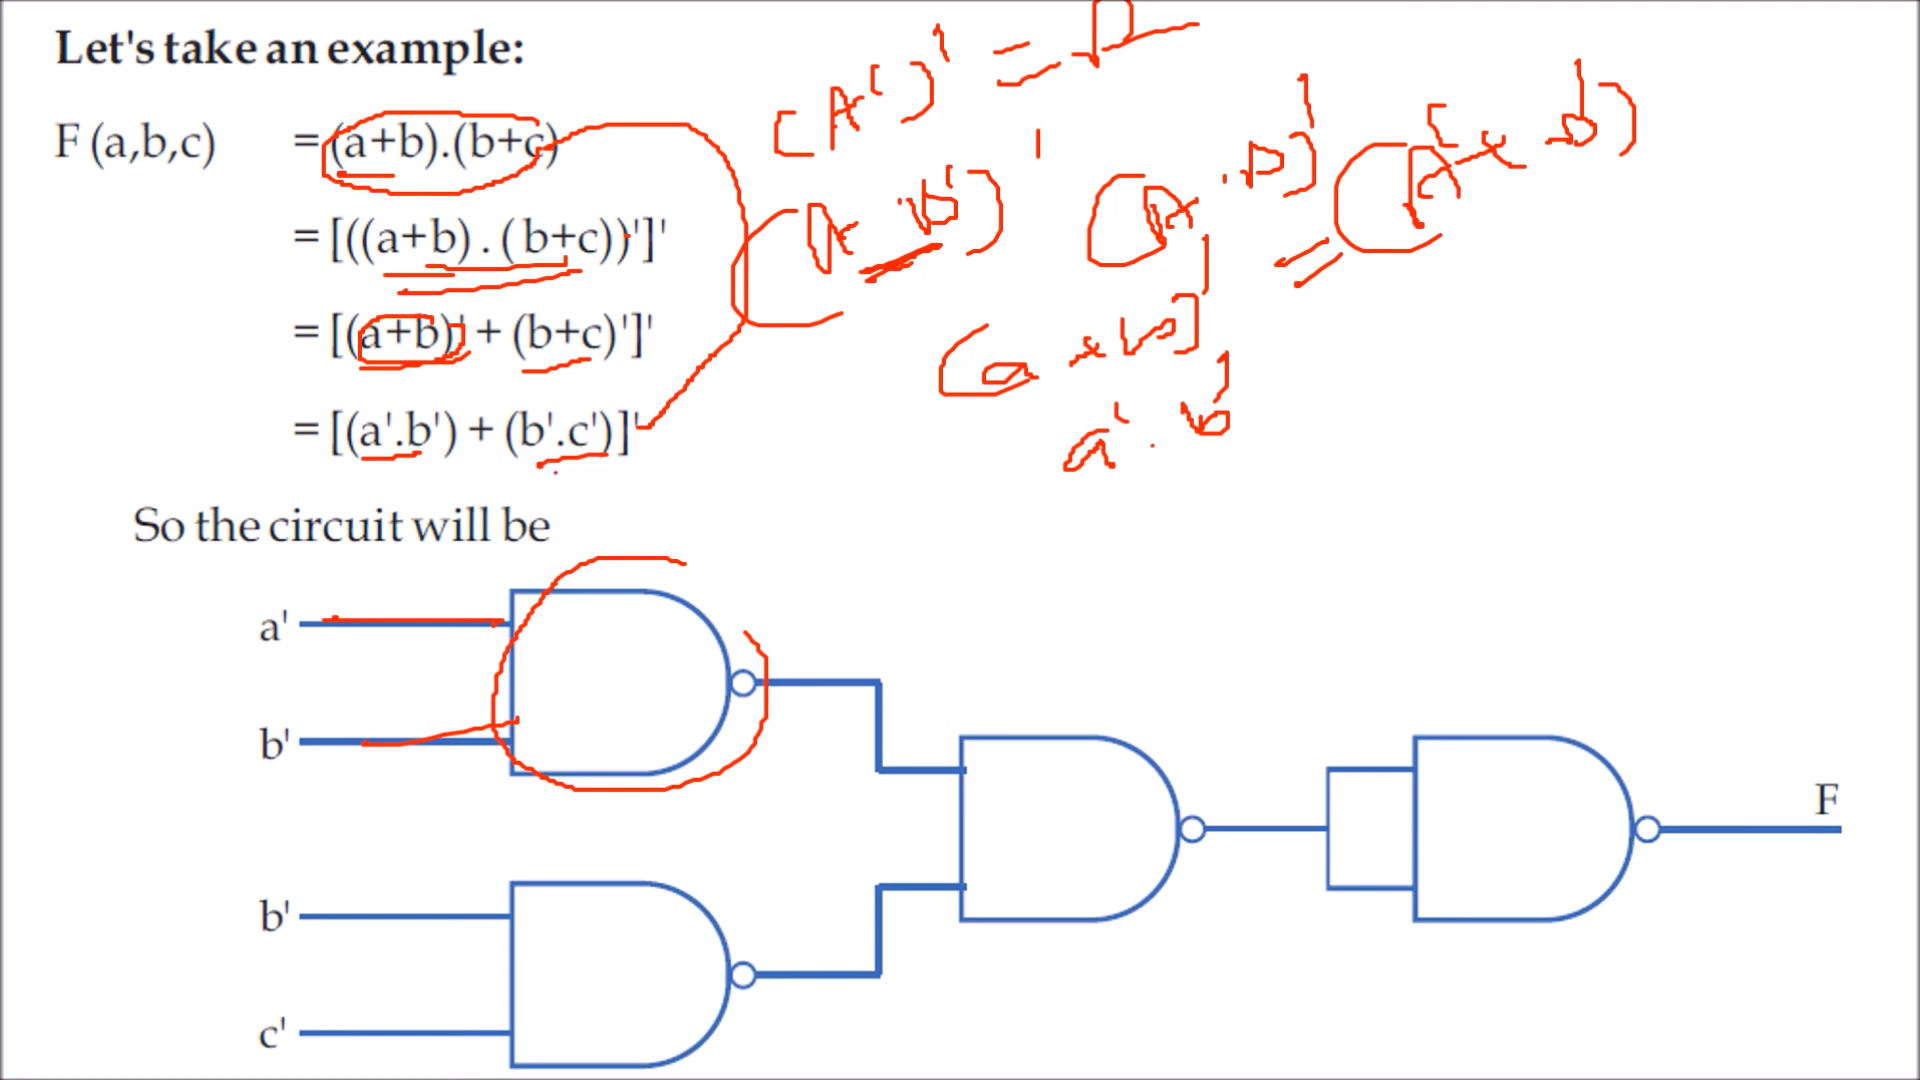 Let's take an example:
F (a,b,c) = (a+b).(b+c)
= [((a+b) . ( b+c))']'
= [(a+b)' + (b+c)']'
= [(a'.b') + (b'.c')]'
So the circuit will be
a'
b'
b'
c'
F
a' . b'